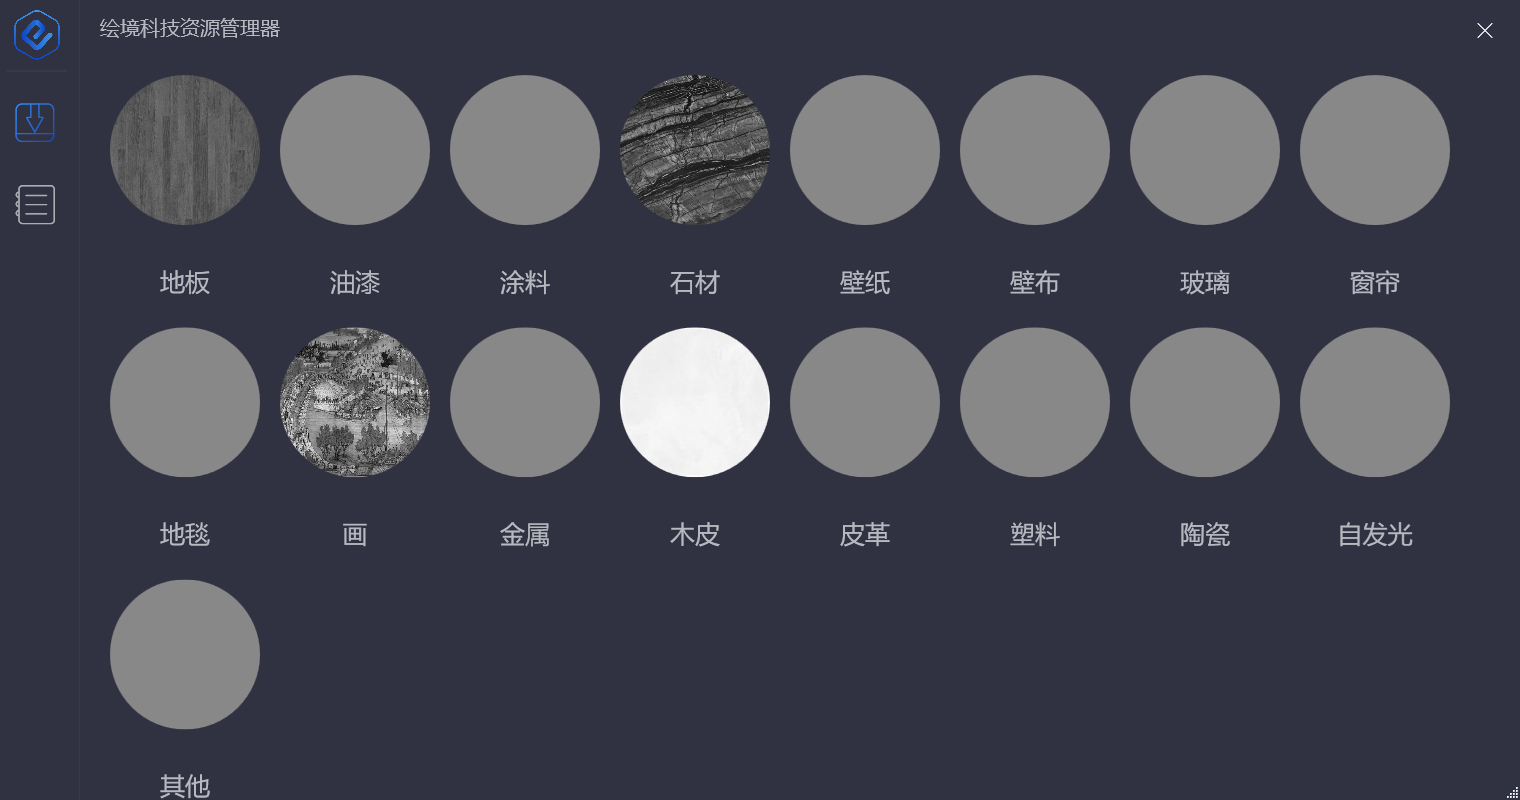 绘境科技资源管理器
地板 油漆 涂料 石材 壁纸 壁布 玻璃 窗帘
地毯 画 金属 木皮 皮革 塑料 陶瓷 自发光
其他